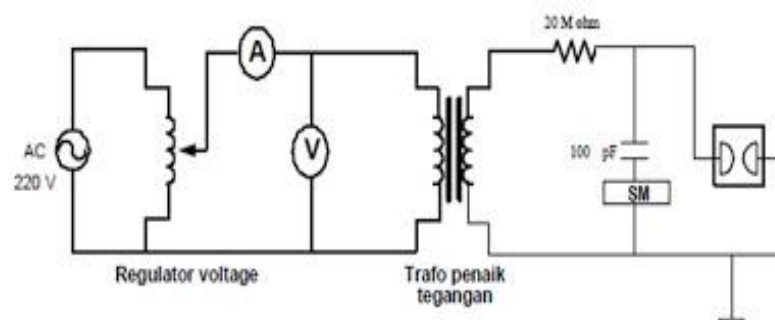 20 M ohm
A
AC
220 V
V
100 pF
SM
Regulator voltage
Trafo penaik
tegangan